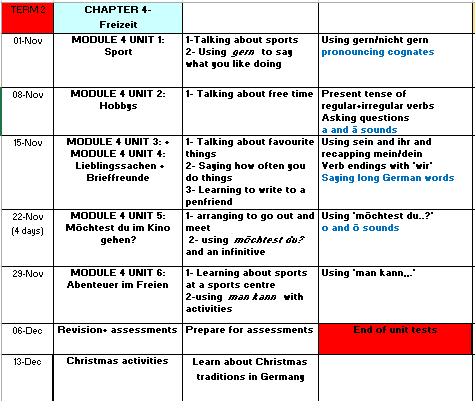 TERM 2
CHAPTER 4-
Freizeit
01-Nov
MODULE 4 UNIT 1:
Sport
1-Talking about sports
2- Using gern to say
what you like doing
Using gern/nicht gern
pronouncing cognates
08-Nov
MODULE 4 UNIT 2:
Hobbys
1- Talking about free time
Present tense of
regular+irregular verbs
Asking questions
a and ä sounds
15-Nov
MODULE 4 UNIT 3: +
MODULE 4 UNIT 4:
Lieblingssachen +
Brieffreunde
1- Talking about favourite
things
2- Saying how often you
do things
3- Learning to write to a
penfriend
Using sein and ihr and
recapping mein/dein
Verb endings with 'wir'
Saying long German words
22-Nov
(4 days)
MODULE 4 UNIT 5:
Möchtest du im Kino
gehen?
1- arranging to go out and
meet
2- using möchtest du?
and an infinitive
Using 'möchtest du..?'
o and ö sounds
29-Nov
MODULE 4 UNIT 6:
Abenteuer im Freien
1- Learning about sports
at a sports centre
2-using man kann with
activities
Using 'man kann,,.'
06-Dec
Revision+ assessments
Prepare for assessments
End of unit tests
13-Dec
Christmas activities
Learn about Christmas
traditions in Germany